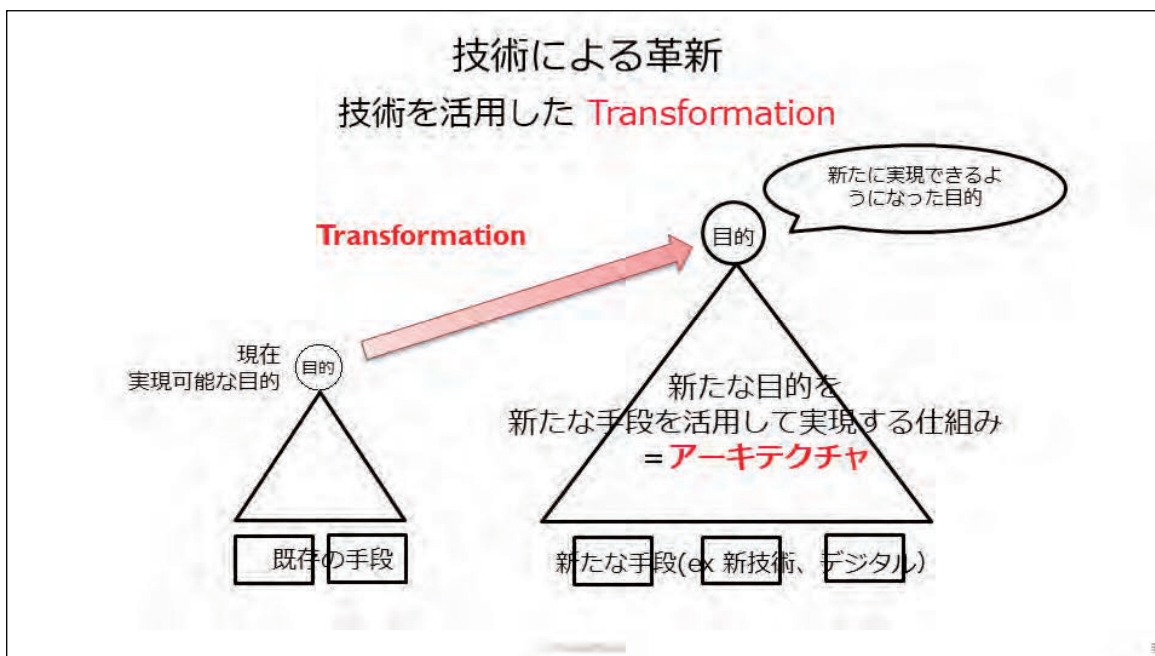 技術による革新
技術を活用した Transformation
新たに実現できるよ
うになった目的
Transformation
目的
現在
実現可能な目的
目的
新たな目的を
新たな手段を活用して実現する仕組み
=アーキテクチャ
既存の手段
新たな手段(ex 新技術、デジタル)